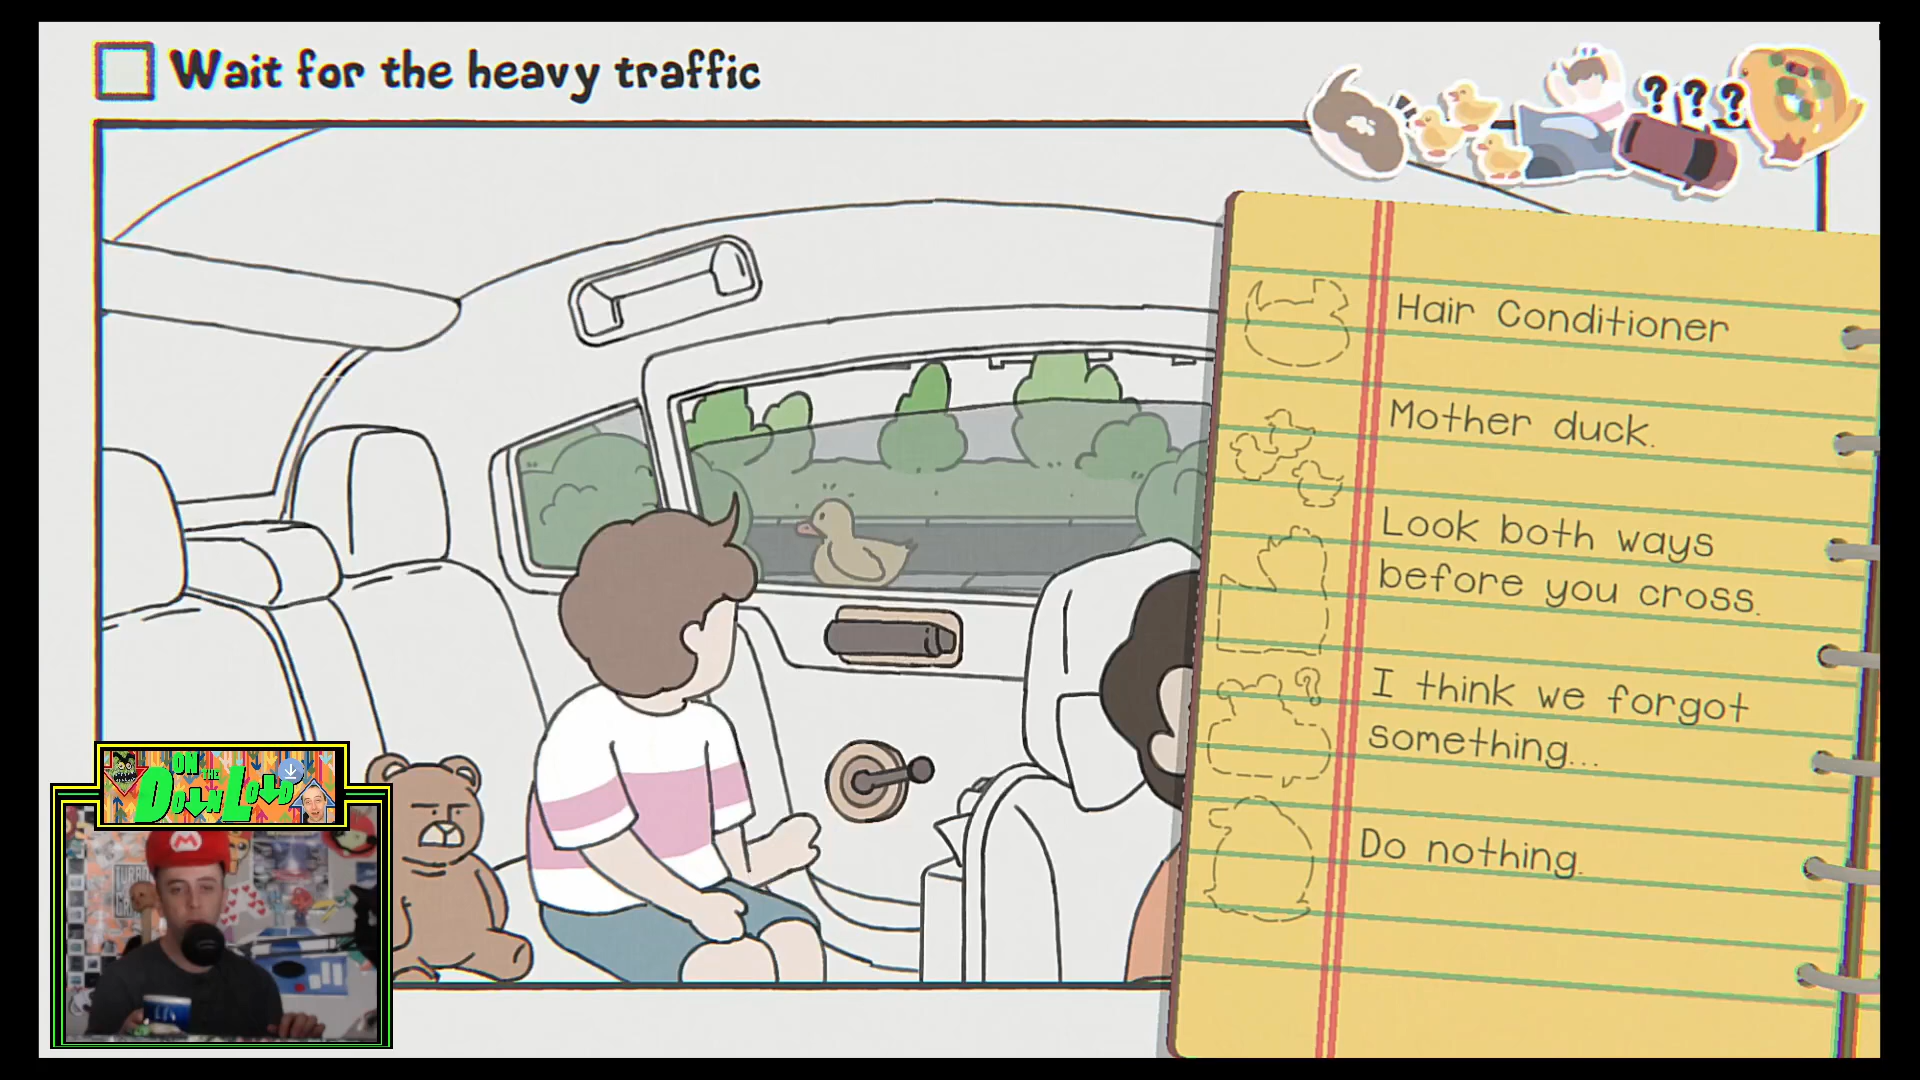 Wait for the heavy traffic
? ? ?
Hair Conditioner
Mother duck.
Look both ways
before you cross.
I think we forgot
something...
Do nothing.
ON
THE
DOWNLOAD